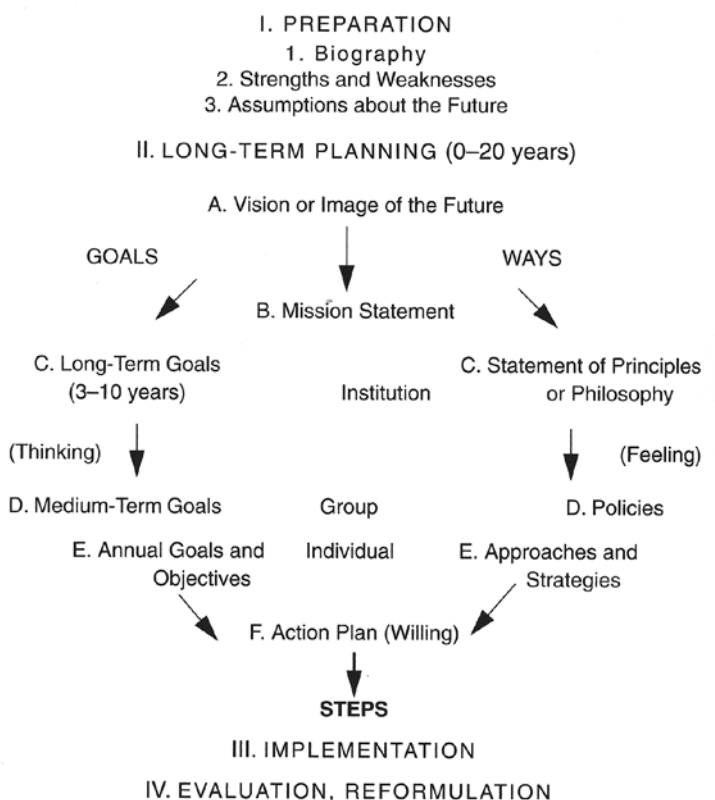 I. PREPARATION
1. Biography
2. Strengths and Weaknesses
3. Assumptions about the Future
II. LONG-TERM PLANNING (0–20 years)
A. Vision or Image of the Future
GOALS
WAYS
B. Mission Statement
C. Long-Term Goals
(3–10 years)
Institution
C. Statement of Principles
or Philosophy
(Thinking)
(Feeling)
D. Medium-Term Goals
Group
D. Policies
E. Annual Goals and
Objectives
Individual
E. Approaches and
Strategies
F. Action Plan (Willing)
STEPS
III. IMPLEMENTATION
IV. EVALUATION, REFORMULATION